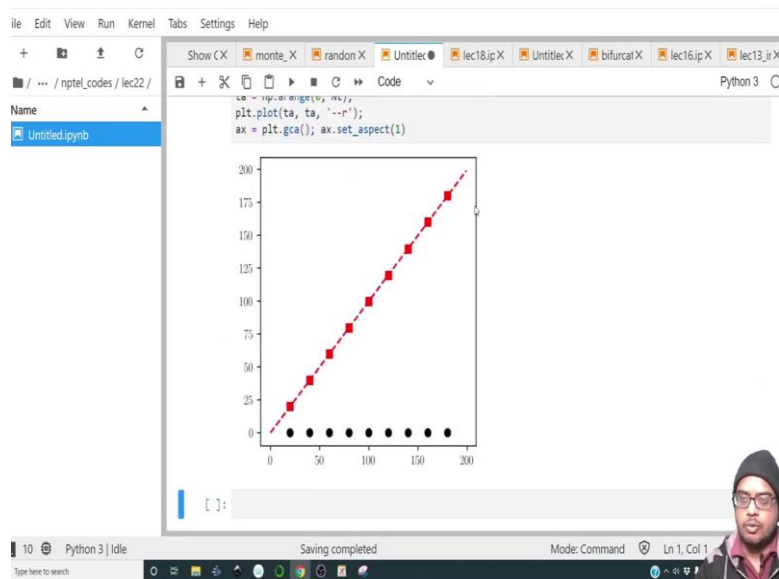 ile Edit View Run Kernel Tabs Settings Help
Show C X monte_ X randon X Untitlec lec18.ip X Untitlec X bifurcat X lec16.ip X lec13_ir X
/ ··· / nptel_codes / lec22 /
Code
Python 3
Name
Untitled.ipynb
plt.plot(ta, ta, '--r');
ax = plt.gca(); ax.set_aspect(1)
200
175
150
125
100
75
50
25
0
0 50 100 150 200
[ ]:
10 Python 3 | Idle Saving completed Mode: Command Ln 1, Col 1
Type here to search